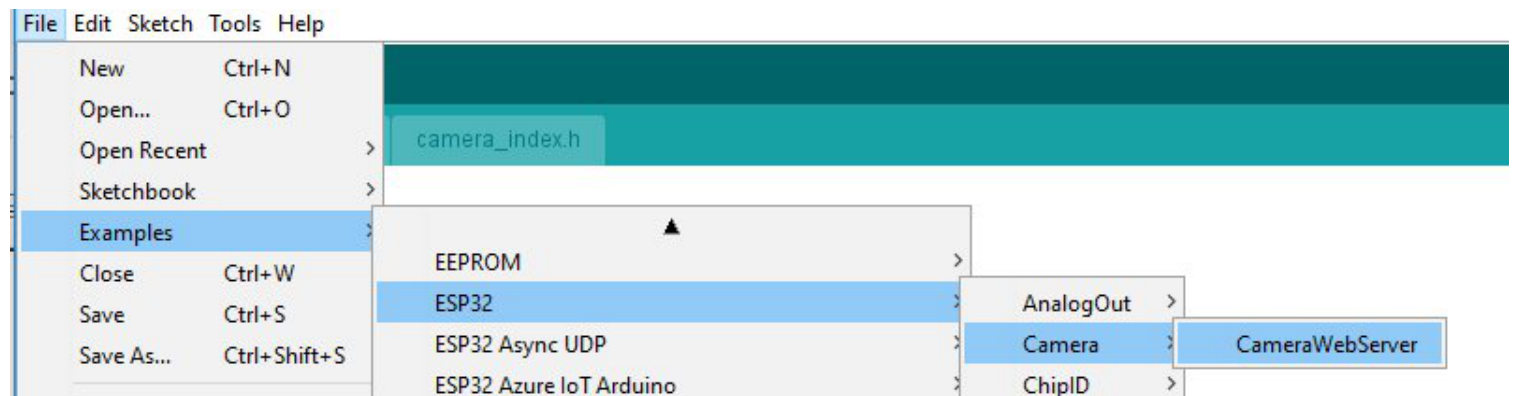 File Edit Sketch Tools Help
New Ctrl+N
Open... Ctrl+O
camera_index.h
Open Recent >
Sketchbook >
Examples >
▲
Close Ctrl+W
EEPROM >
Save Ctrl+S
ESP32 >
AnalogOut >
Save As... Ctrl+Shift+S
ESP32 Async UDP >
Camera >
CameraWebServer
ESP32 Azure IoT Arduino >
ChipID >